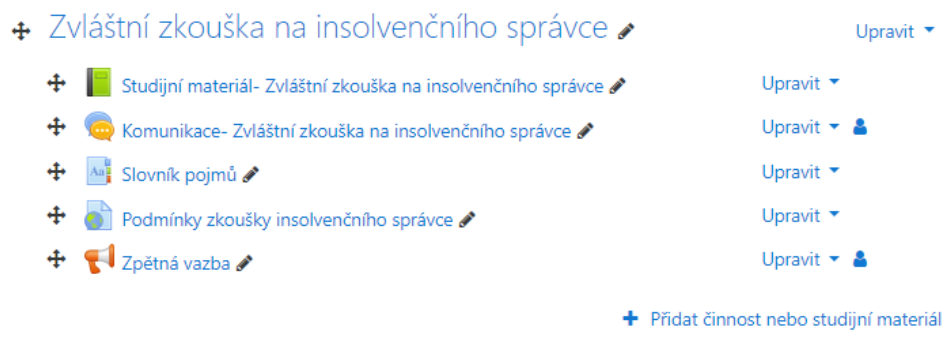 Zvláštní zkouška na insolvenčního správce Upravit
Studijní materiál- Zvláštní zkouška na insolvenčního správce Upravit
Komunikace- Zvláštní zkouška na insolvenčního správce Upravit
Slovník pojmů Upravit
Podmínky zkoušky insolvenčního správce Upravit
Zpětná vazba Upravit
Přidat činnost nebo studijní materiál